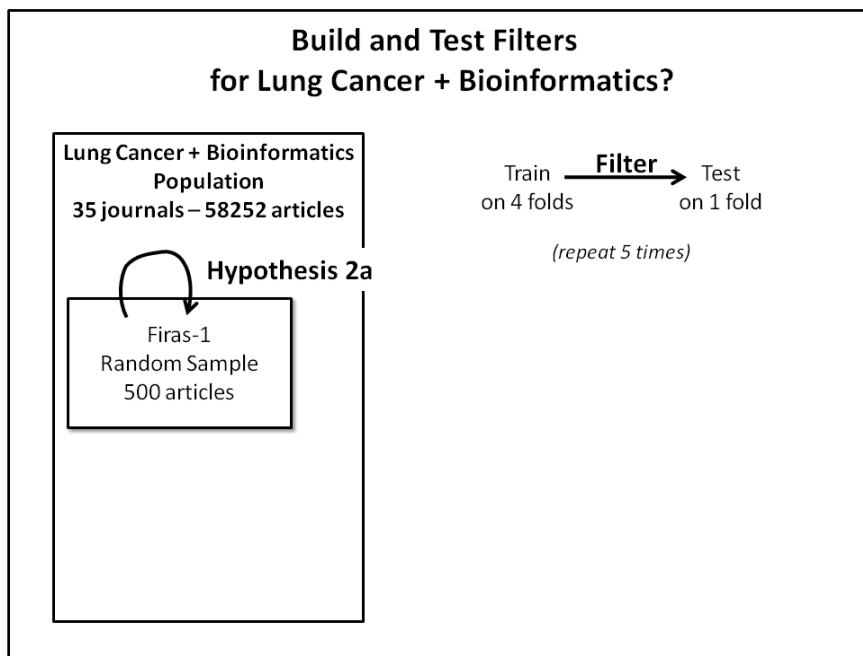 Build and Test Filters
for Lung Cancer + Bioinformatics?
Lung Cancer + Bioinformatics
Population
35 journals – 58252 articles
Hypothesis 2a
Firas-1
Random Sample
500 articles
Filter
Train
on 4 folds
Test
on 1 fold
(repeat 5 times)